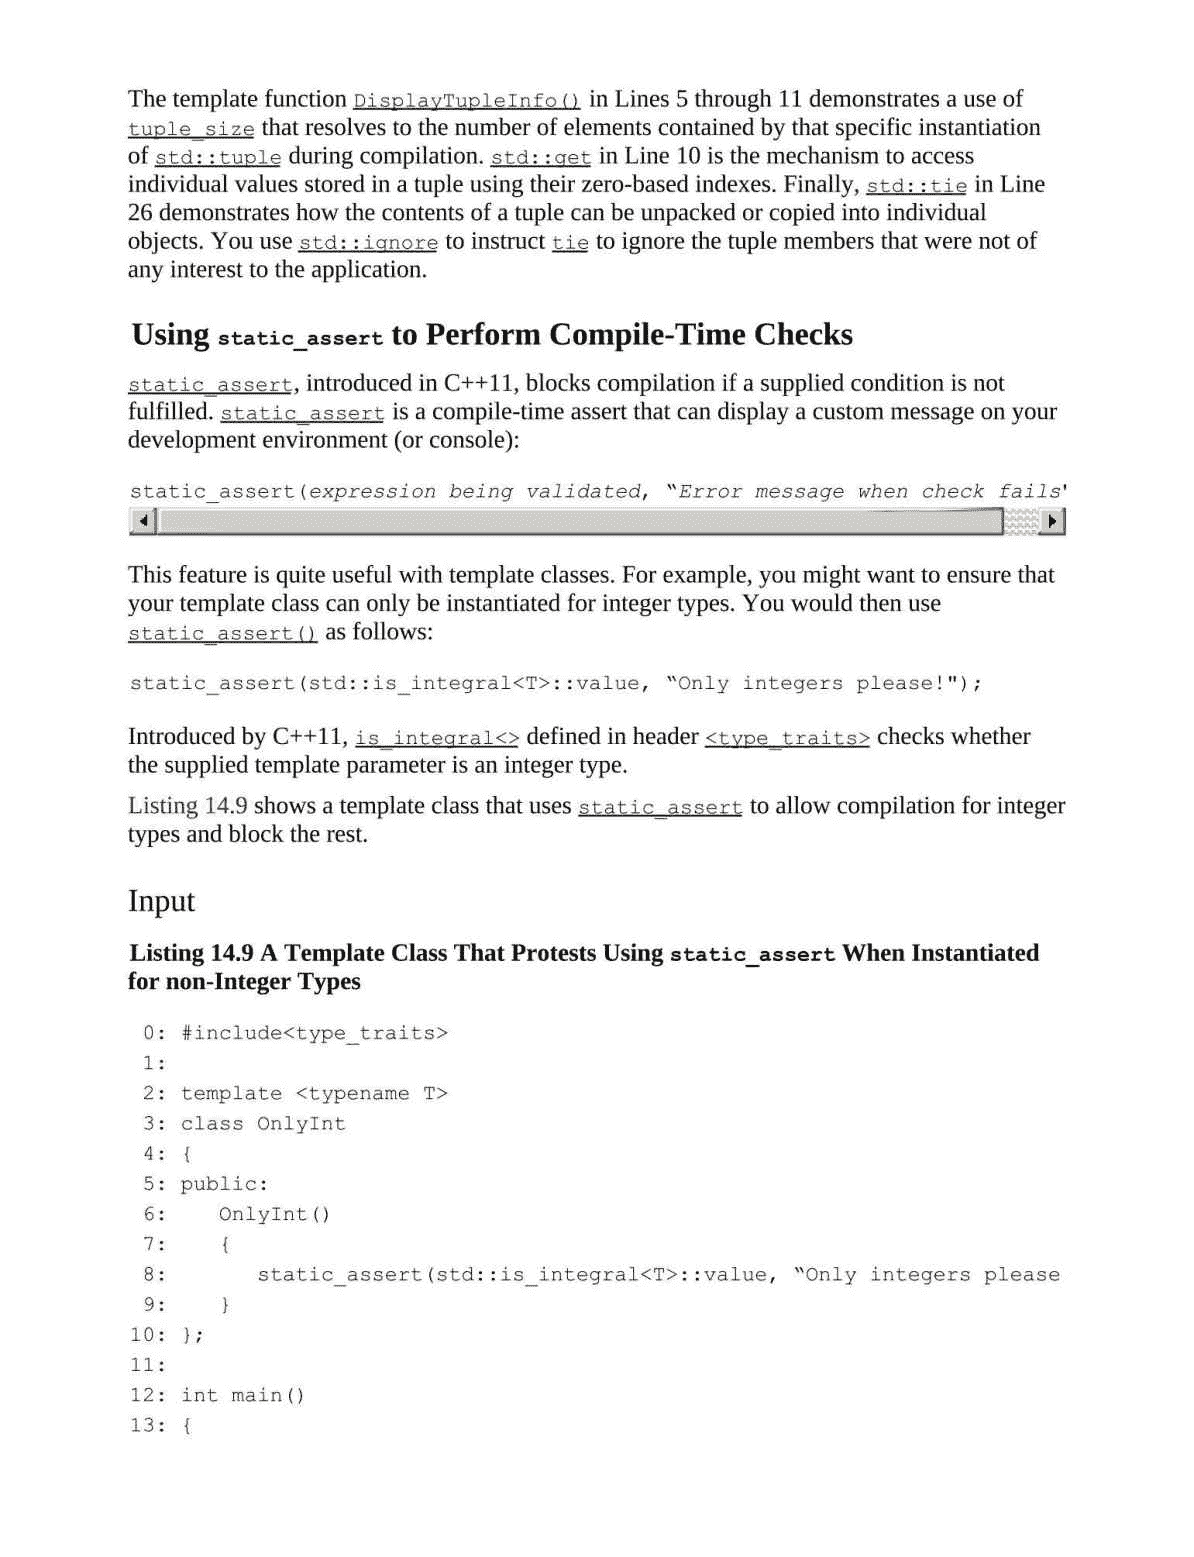 The template function DisplayTupleInfo() in Lines 5 through 11 demonstrates a use of
tuple_size that resolves to the number of elements contained by that specific instantiation
of std::tuple during compilation. std::get in Line 10 is the mechanism to access
individual values stored in a tuple using their zero-based indexes. Finally, std::tie in Line
26 demonstrates how the contents of a tuple can be unpacked or copied into individual
objects. You use std::ignore to instruct tie to ignore the tuple members that were not of
any interest to the application.
Using static_assert to Perform Compile-Time Checks
static_assert, introduced in C++11, blocks compilation if a supplied condition is not
fulfilled. static_assert is a compile-time assert that can display a custom message on your
development environment (or console):
static_assert(expression being validated, “Error message when check fails'
This feature is quite useful with template classes. For example, you might want to ensure that
your template class can only be instantiated for integer types. You would then use
static_assert() as follows:
static_assert(std::is_integral<T>::value, “Only integers please!");
Introduced by C++11, is_integral<> defined in header <type_traits> checks whether
the supplied template parameter is an integer type.
Listing 14.9 shows a template class that uses static_assert to allow compilation for integer
types and block the rest.
Input
Listing 14.9 A Template Class That Protests Using static_assert When Instantiated
for non-Integer Types
0: #include<type_traits>
1:
2: template <typename T>
3: class OnlyInt
4: {
5: public:
6:    OnlyInt()
7:    {
8:       static_assert(std::is_integral<T>::value, “Only integers please
9:    }
10: };
11:
12: int main()
13: {